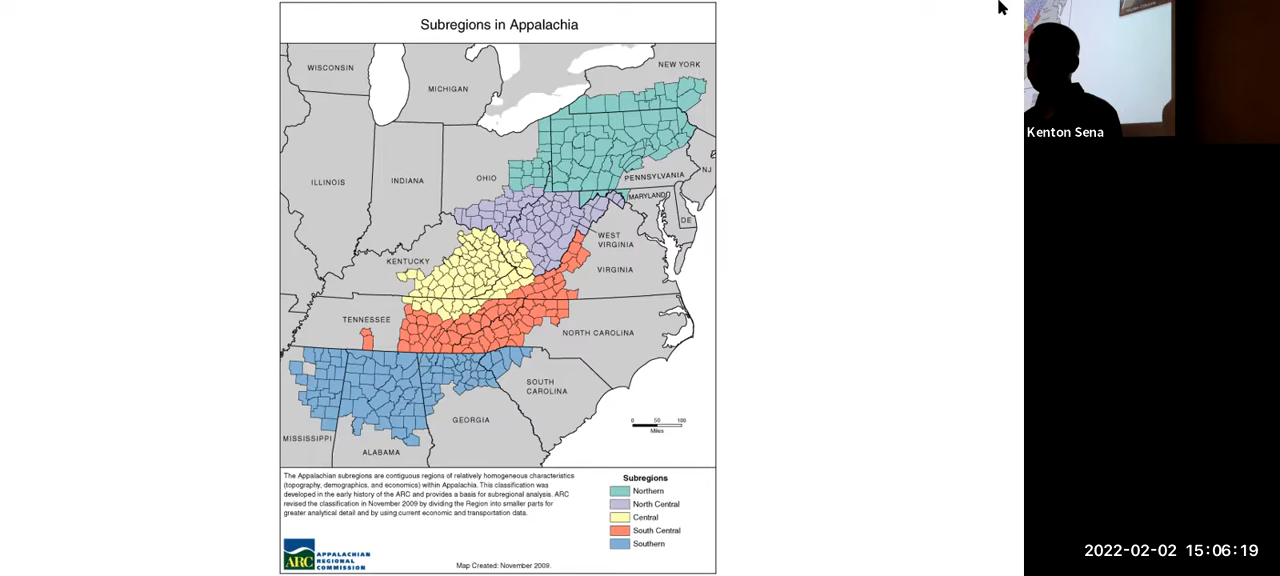 Subregions in Appalachia
WISCONSIN
NEW YORK
MICHIGAN
ILLINOIS
INDIANA
OHIO
PENNSYLVANIA
NJ
MARYLAND
DE
WEST
VIRGINIA
KENTUCKY
VIRGINIA
TENNESSEE
NORTH CAROLINA
SOUTH
CAROLINA
GEORGIA
MISSISSIPPI
ALABAMA
0 50 100
Miles
The Appalachian subregions are contiguous regions of relatively homogeneous characteristics
(topography, demographics, and economics) within Appalachia. This classification was
developed in the early history of the ARC and provides a basis for subregional analysis. ARC
revised the classification in November 2009 by dividing the Region into smaller parts for
greater analytical detail and by using current economic and transportation data.
Subregions
Northern
North Central
Central
South Central
Southern
ARC
APPALACHIAN
REGIONAL
COMMISSION
Map Created: November 2009.
Kenton Sena
2022-02-02 15:06:19